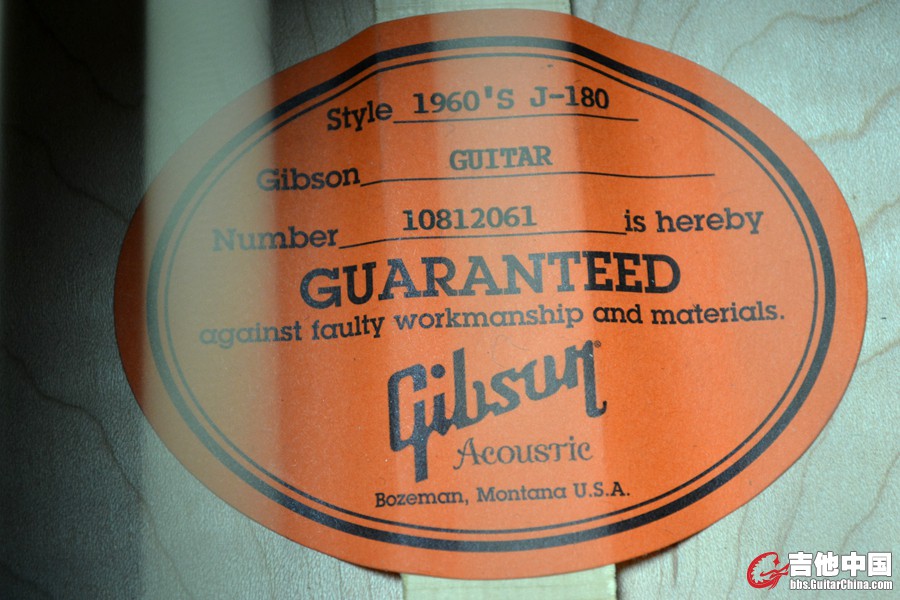 Style 1960'S J-180
Gibson GUITAR
Number 10812061 is hereby
GUARANTEED
against faulty workmanship and materials.
Gibson
Acoustic
Bozeman, Montana U.S.A.
吉他中国
bbs.GuitarChina.com